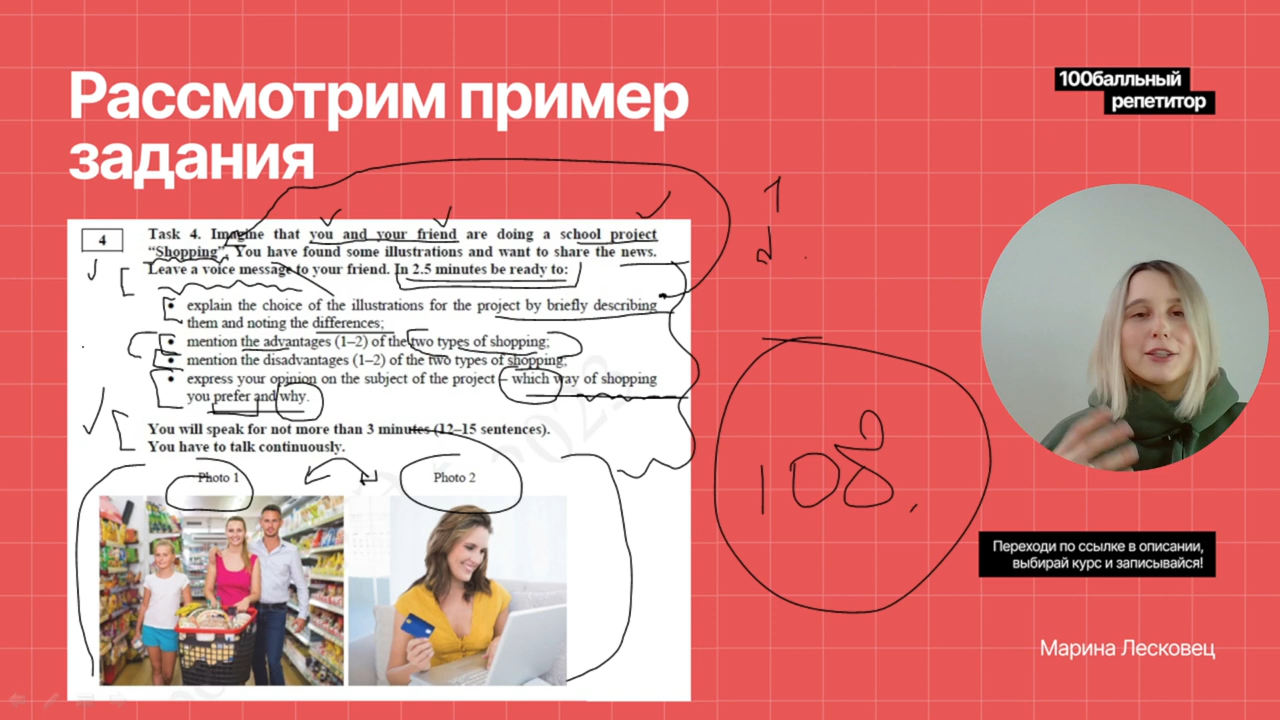 Рассмотрим пример
задания
100балльный
репетитор
4
Task 4. Imagine that you and your friend are doing a school project
“Shopping”. You have found some illustrations and want to share the news.
Leave a voice message to your friend. In 2.5 minutes be ready to:
• explain the choice of the illustrations for the project by briefly describing
them and noting the differences;
• mention the advantages (1–2) of the two types of shopping;
• mention the disadvantages (1–2) of the two types of shopping;
• express your opinion on the subject of the project – which way of shopping
you prefer and why.
You will speak for not more than 3 minutes (12–15 sentences).
You have to talk continuously.
Photo 1
Photo 2
108.
Переходи по ссылке в описании,
выбирай курс и записывайся!
Марина Лесковец